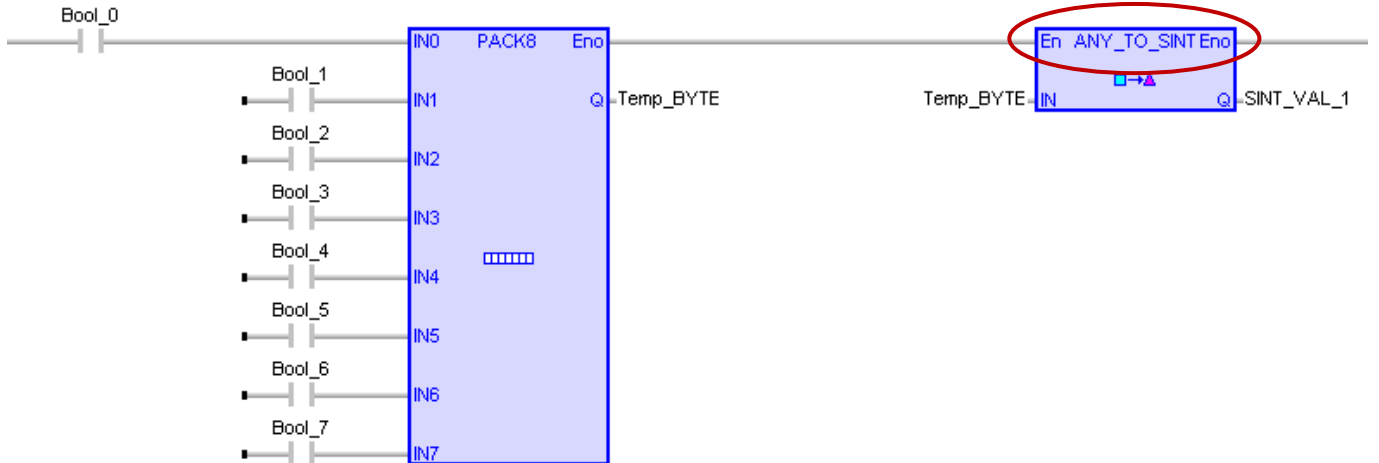 Bool_0
IN0 PACK8 Eno
En ANY_TO_SINT Eno
Bool_1
IN1 Q Temp_BYTE
Temp_BYTE IN Q SINT_VAL_1
Bool_2
IN2
Bool_3
IN3
Bool_4
IN4
Bool_5
IN5
Bool_6
IN6
Bool_7
IN7